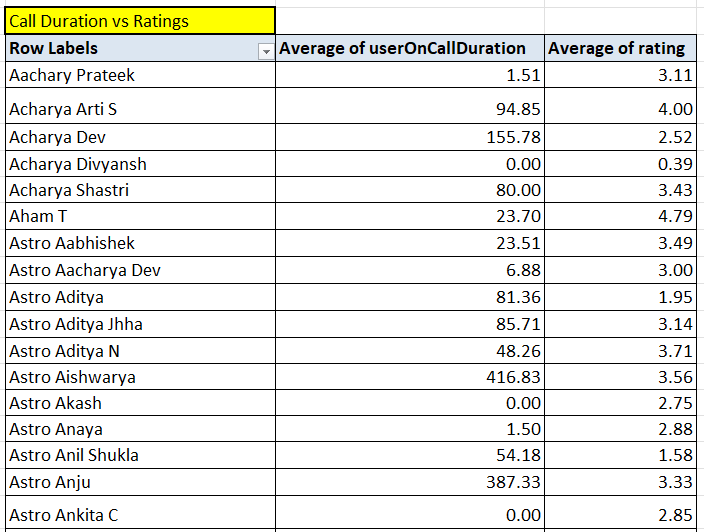 Call Duration vs Ratings
Row Labels Average of userOnCallDuration Average of rating
Aachary Prateek 1.51 3.11
Acharya Arti S 94.85 4.00
Acharya Dev 155.78 2.52
Acharya Divyansh 0.00 0.39
Acharya Shastri 80.00 3.43
Aham T 23.70 4.79
Astro Aabhishek 23.51 3.49
Astro Aacharya Dev 6.88 3.00
Astro Aditya 81.36 1.95
Astro Aditya Jhha 85.71 3.14
Astro Aditya N 48.26 3.71
Astro Aishwarya 416.83 3.56
Astro Akash 0.00 2.75
Astro Anaya 1.50 2.88
Astro Anil Shukla 54.18 1.58
Astro Anju 387.33 3.33
Astro Ankita C 0.00 2.85